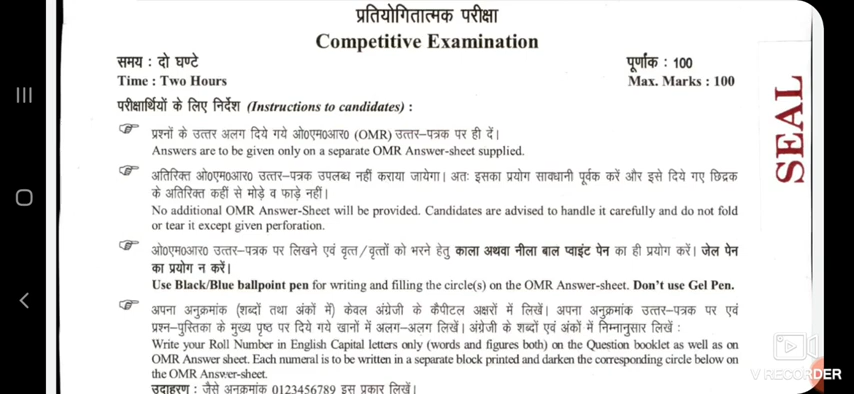 प्रतियोगितात्मक परीक्षा
Competitive Examination
समय : दो घण्टे
पूर्णांक : 100
Time : Two Hours
Max. Marks : 100
परीक्षार्थियों के लिए निर्देश (Instructions to candidates) :
प्रश्नों के उत्तर अलग दिये गये ओ०एम०आर० (OMR) उत्तर-पत्रक पर ही दें।
Answers are to be given only on a separate OMR Answer-sheet supplied.
अतिरिक्त ओ०एम०आर० उत्तर-पत्रक उपलब्ध नहीं कराया जायेगा। अतः इसका प्रयोग सावधानी पूर्वक करें और इसे दिये गए छिद्रक
के अतिरिक्त कहीं से मोड़े व फाड़े नहीं।
No additional OMR Answer-Sheet will be provided. Candidates are advised to handle it carefully and do not fold
or tear it except given perforation.
ओ०एम०आर० उत्तर-पत्रक पर लिखने एवं वृत्त/वृत्तों को भरने हेतु काला अथवा नीला बाल प्वाइंट पेन का ही प्रयोग करें। जेल पेन
का प्रयोग न करें।
Use Black/Blue ballpoint pen for writing and filling the circle(s) on the OMR Answer-sheet. Don't use Gel Pen.
अपना अनुक्रमांक (शब्दों तथा अंकों में) केवल अंग्रेजी के कैपीटल अक्षरों में लिखें। अपना अनुक्रमांक उत्तर-पत्रक पर एवं
प्रश्न-पुस्तिका के मुख्य पृष्ठ पर दिये गये खानों में अलग-अलग लिखें। अंग्रेजी के शब्दों एवं अंकों में निम्नानुसार लिखें :
Write your Roll Number in English Capital letters only (words and figures both) on the Question booklet as well as on
OMR Answer sheet. Each numeral is to be written in a separate block printed and darken the corresponding circle below on
the OMR Answer-sheet.
उदाहरण : जैसे अनुक्रमांक 0123456789 इस प्रकार लिखें।
SEAL
V RECORDER